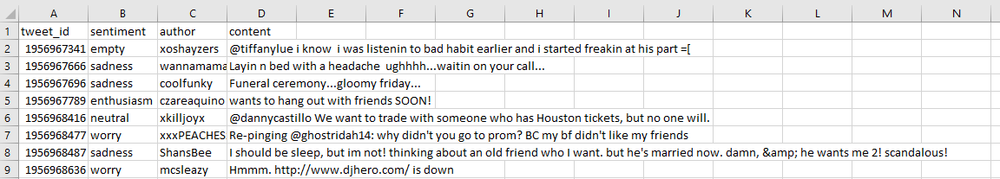 A B C D E F G H I J K L M N
1 tweet_id sentiment author content
2 1956967341 empty xoshayzers @tiffanylue i know  i was listenin to bad habit earlier and i started freakin at his part =[
3 1956967666 sadness wannamama Layin n bed with a headache  ughhhh...waitin on your call...
4 1956967696 sadness coolfunky Funeral ceremony...gloomy friday...
5 1956967789 enthusiasm czareaquino wants to hang out with friends SOON!
6 1956968416 neutral xkilljoyx @dannycastillo We want to trade with someone who has Houston tickets, but no one will.
7 1956968477 worry xxxPEACHES Re-pinging @ghostridah14: why didn't you go to prom? BC my bf didn't like my friends
8 1956968487 sadness ShansBee I should be sleep, but im not! thinking about an old friend who I want. but he's married now. damn, &amp; he wants me 2! scandalous!
9 1956968636 worry mcsleazy Hmmm. http://www.djhero.com/ is down